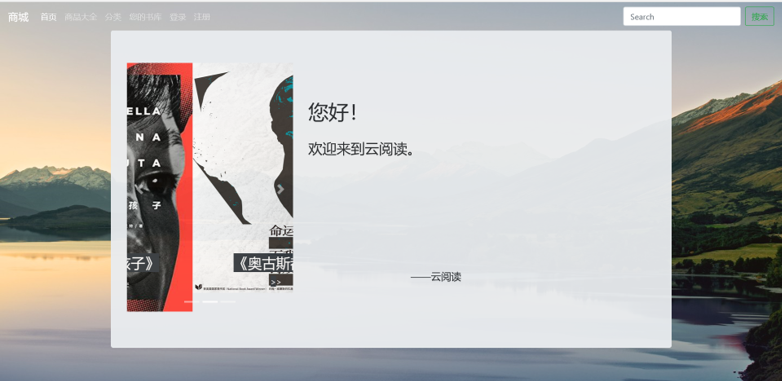 商城 首页 商品大全 分类 我的书库 登录 注册 Search 搜索
ELLA
NA
UTA
孩子
您好！
欢迎来到云阅读。
命运
孩子》 《奥古斯
>>
——云阅读